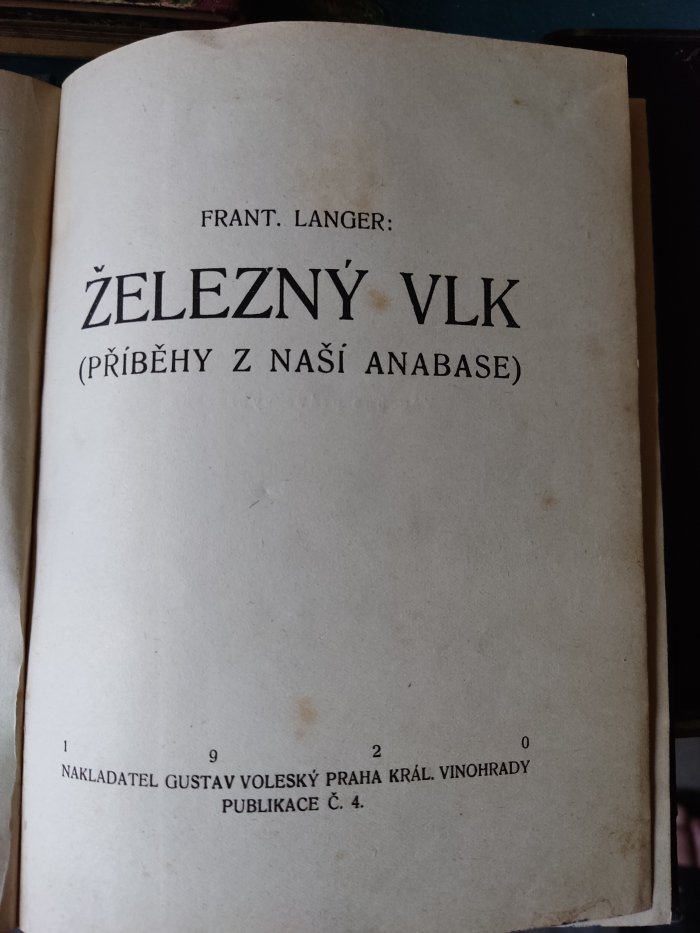 FRANT. LANGER:
ŽELEZNÝ VLK
(PŘÍBĚHY Z NAŠÍ ANABASE)
1 9 2 0
NAKLADATEL GUSTAV VOLESKÝ PRAHA KRÁL. VINOHRADY
PUBLIKACE Č. 4.